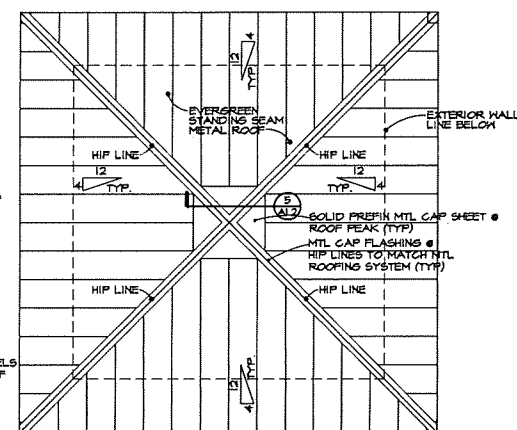 12
4
TYP.
EVERGREEN
STANDING SEAM
METAL ROOF
EXTERIOR WALL
LINE BELOW
HIP LINE
HIP LINE
12
4
TYP.
12
4
TYP.
5
A1.2
SOLID PREFIN MTL CAP SHEET @
ROOF PEAK (TYP)
MTL CAP FLASHING @
HIP LINES TO MATCH MTL
ROOFING SYSTEM (TYP)
HIP LINE
HIP LINE
12
4
TYP.